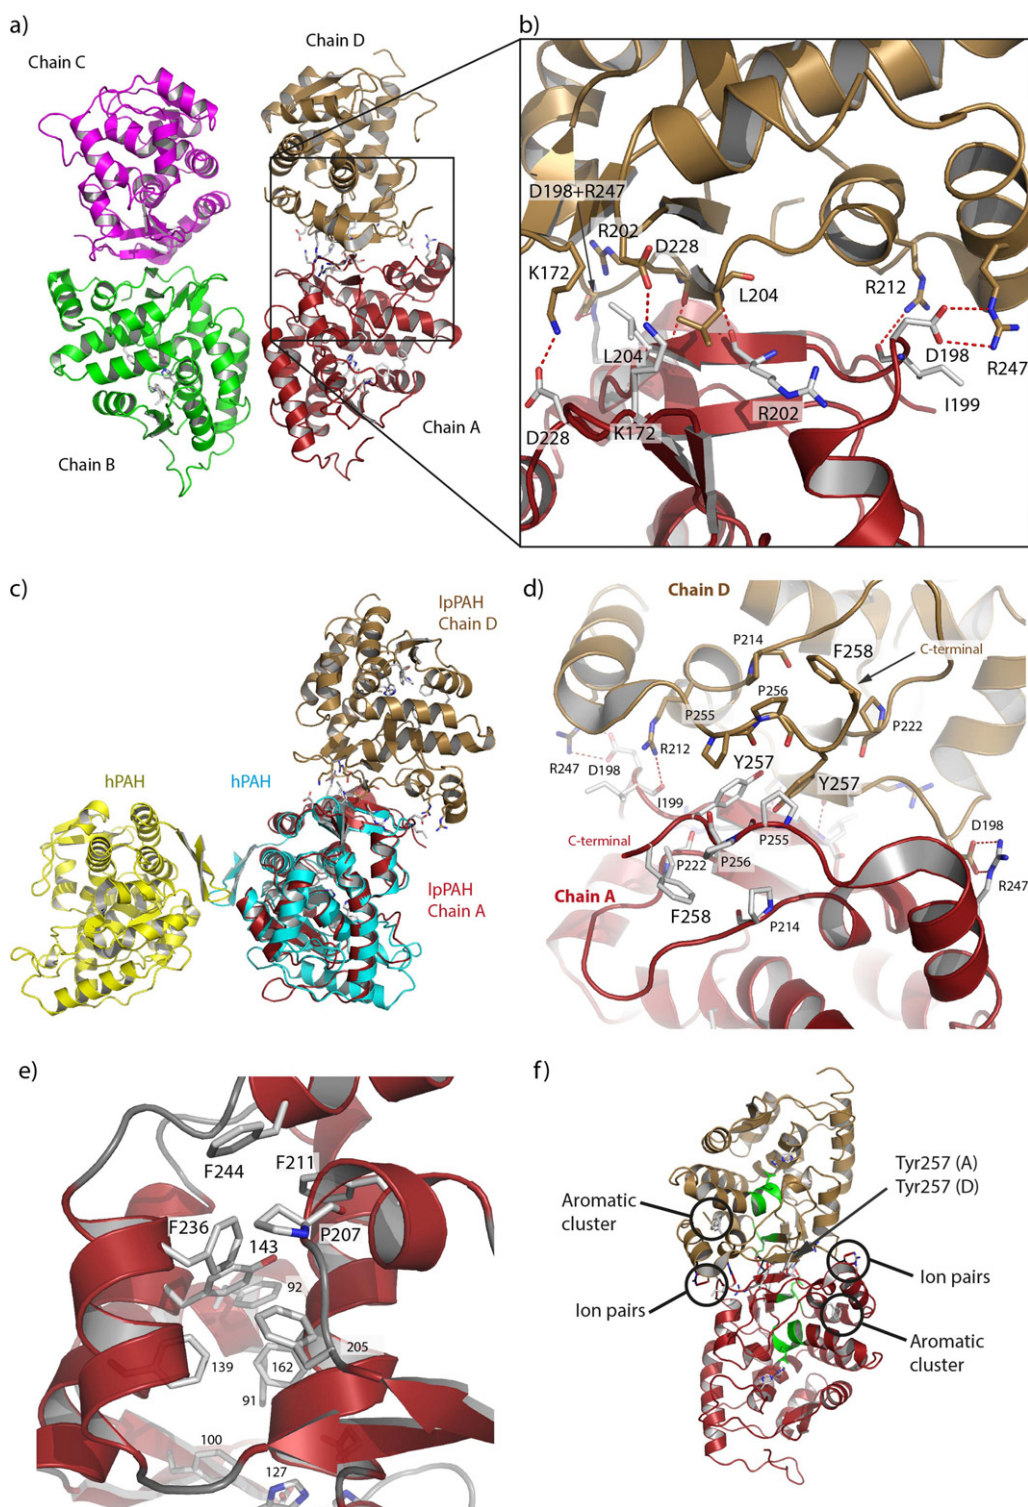 a)
Chain D
Chain C
Chain A
Chain B
b)
D198+R247
R202
D228
K172
L204
R212
L204
D198
R247
I199
R202
D228
K172
c)
lpPAH
Chain D
hPAH
hPAH
lpPAH
Chain A
d)
Chain D
P214
F258
C-terminal
P256
P255
P222
R212
R247
D198
Y257
Y257
I199
D198
C-terminal
P255
P222
P256
R247
Chain A
F258
P214
e)
F244
F211
F236
P207
143
92
139
162
205
91
100
127
f)
Tyr257 (A)
Tyr257 (D)
Aromatic
cluster
Ion pairs
Ion pairs
Aromatic
cluster